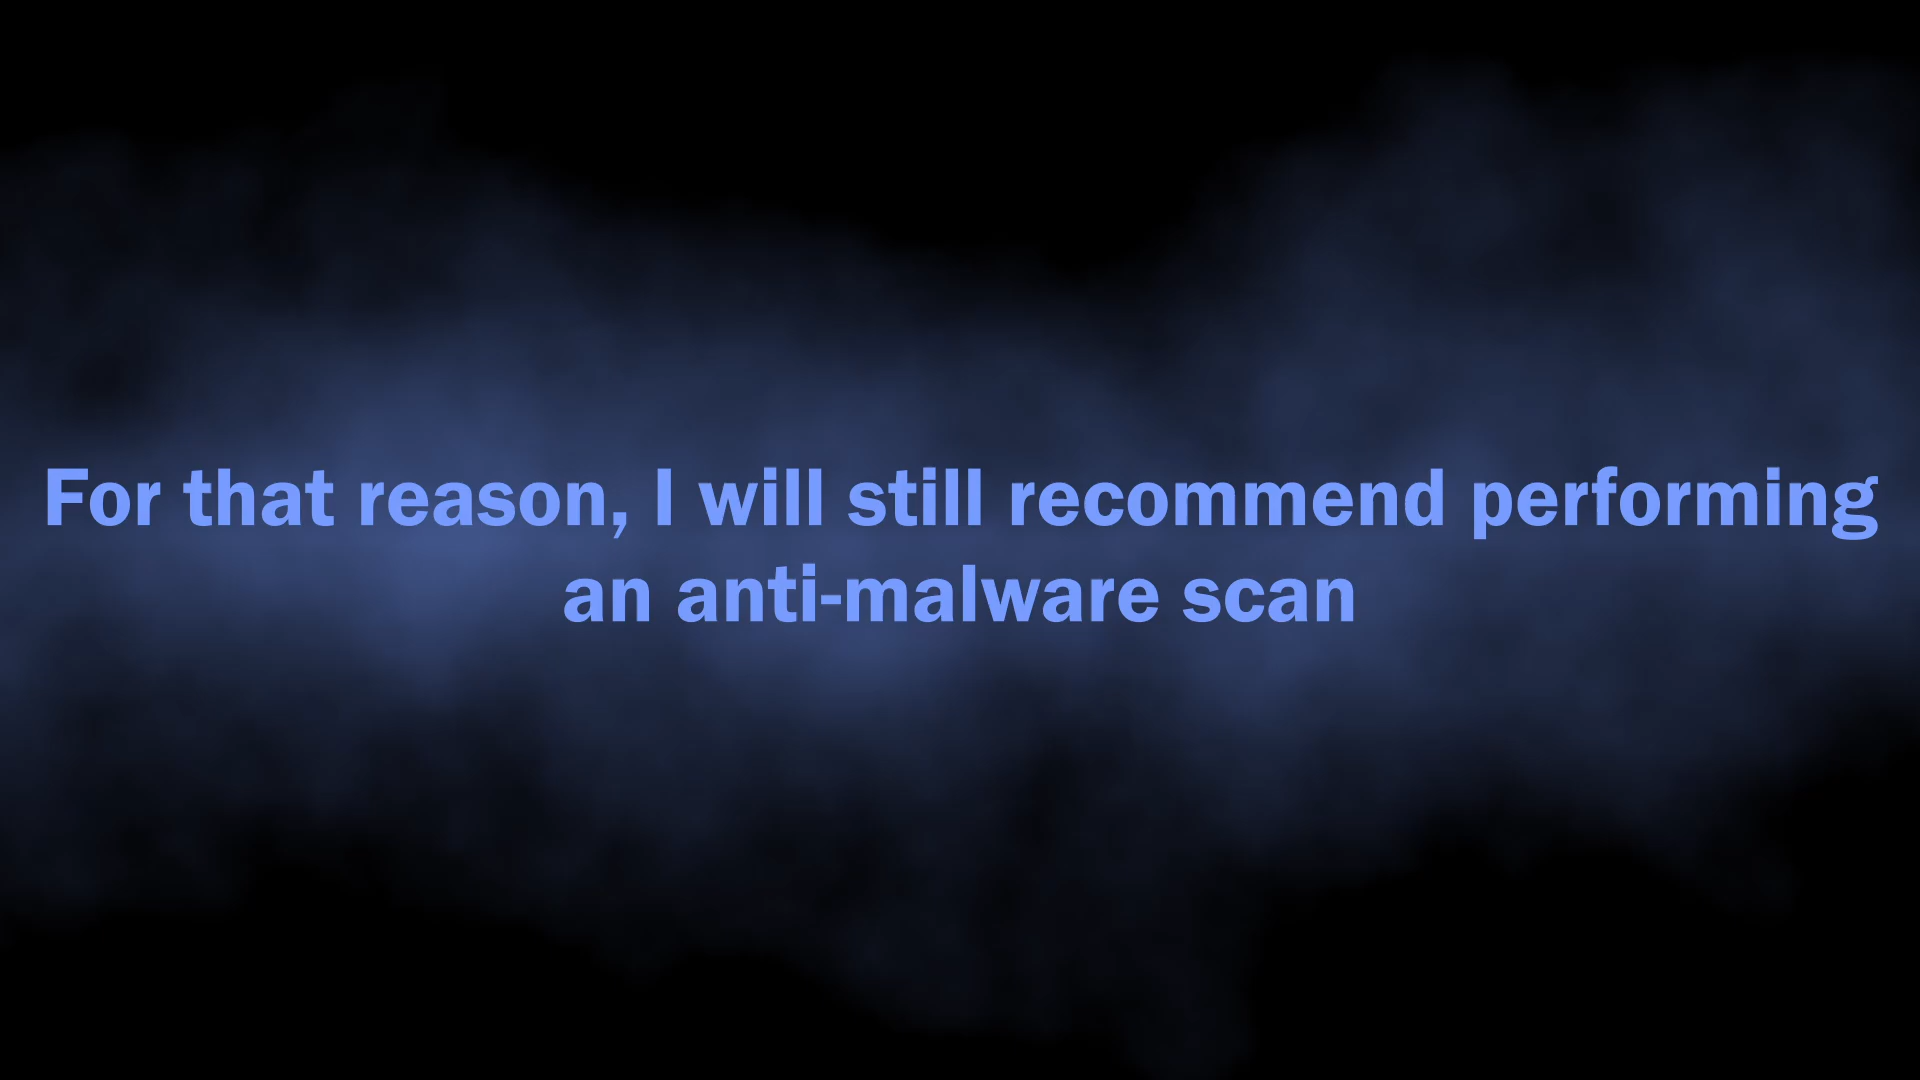 For that reason, I will still recommend performing
an anti-malware scan